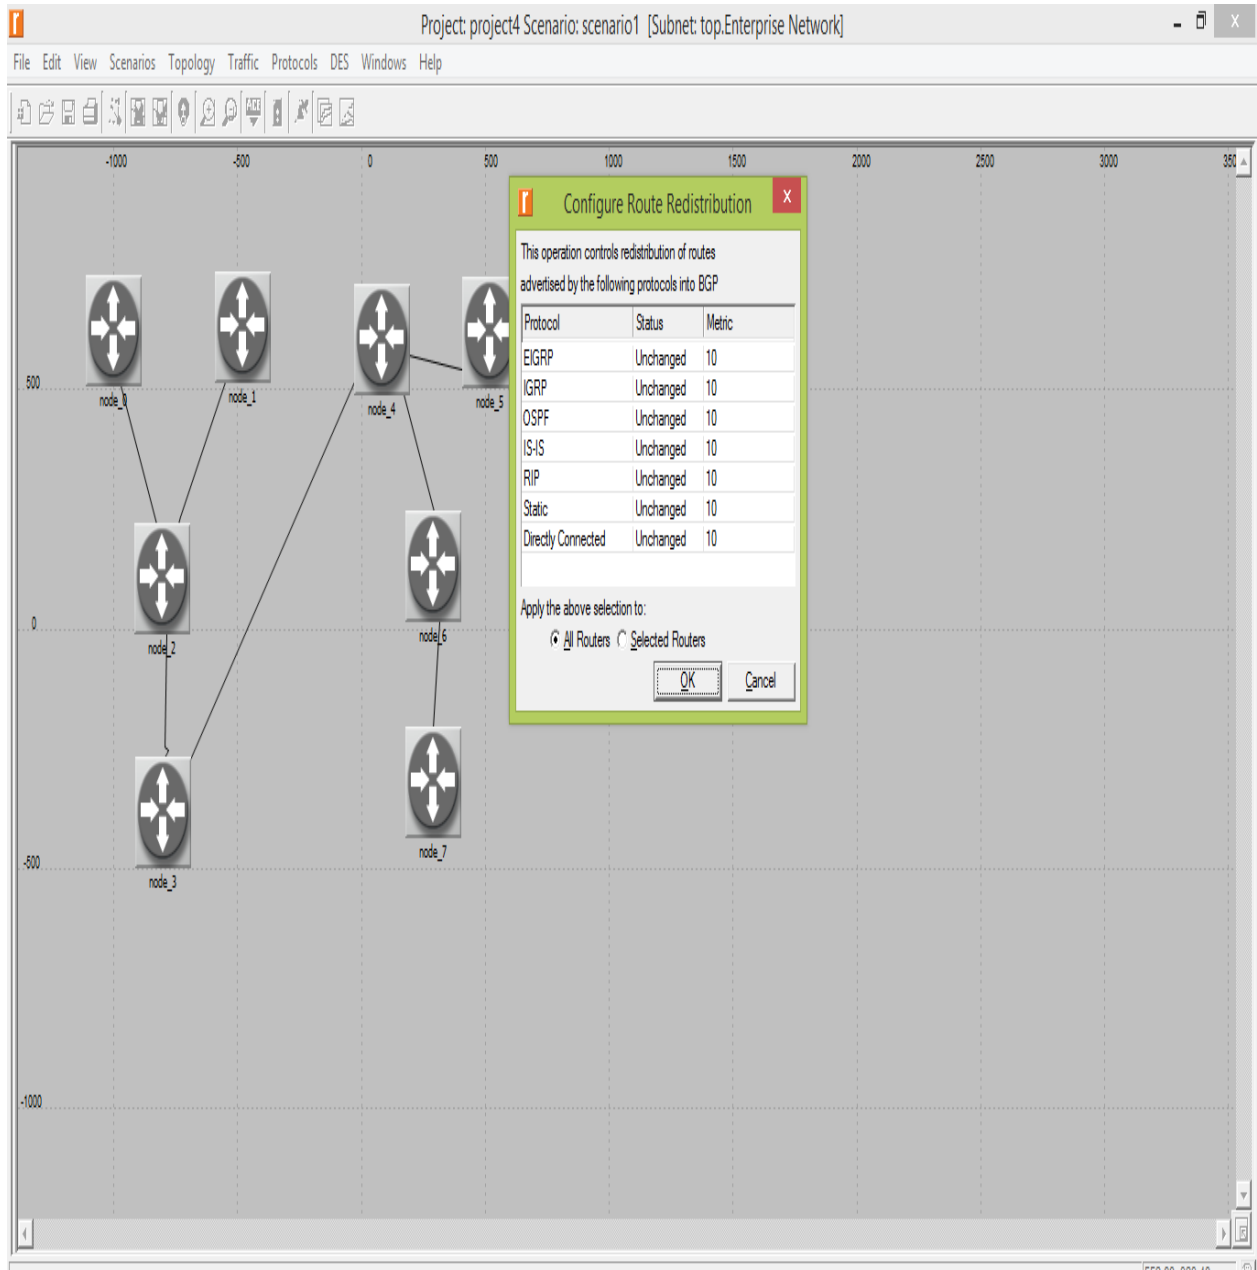 Project: project4 Scenario: scenario1 [Subnet: top.Enterprise Network]
File Edit View Scenarios Topology Traffic Protocols DES Windows Help
-1000 -500 0 500 1000 1500 2000 2500 3000 350
Configure Route Redistribution
This operation controls redistribution of routes
advertised by the following protocols into BGP
Protocol Status Metric
EIGRP Unchanged 10
IGRP Unchanged 10
OSPF Unchanged 10
IS-IS Unchanged 10
RIP Unchanged 10
Static Unchanged 10
Directly Connected Unchanged 10
Apply the above selection to:
All Routers Selected Routers
OK Cancel
500
node_0
node_1
node_4
node_5
0
node_2
node_6
-500
node_3
node_7
-1000